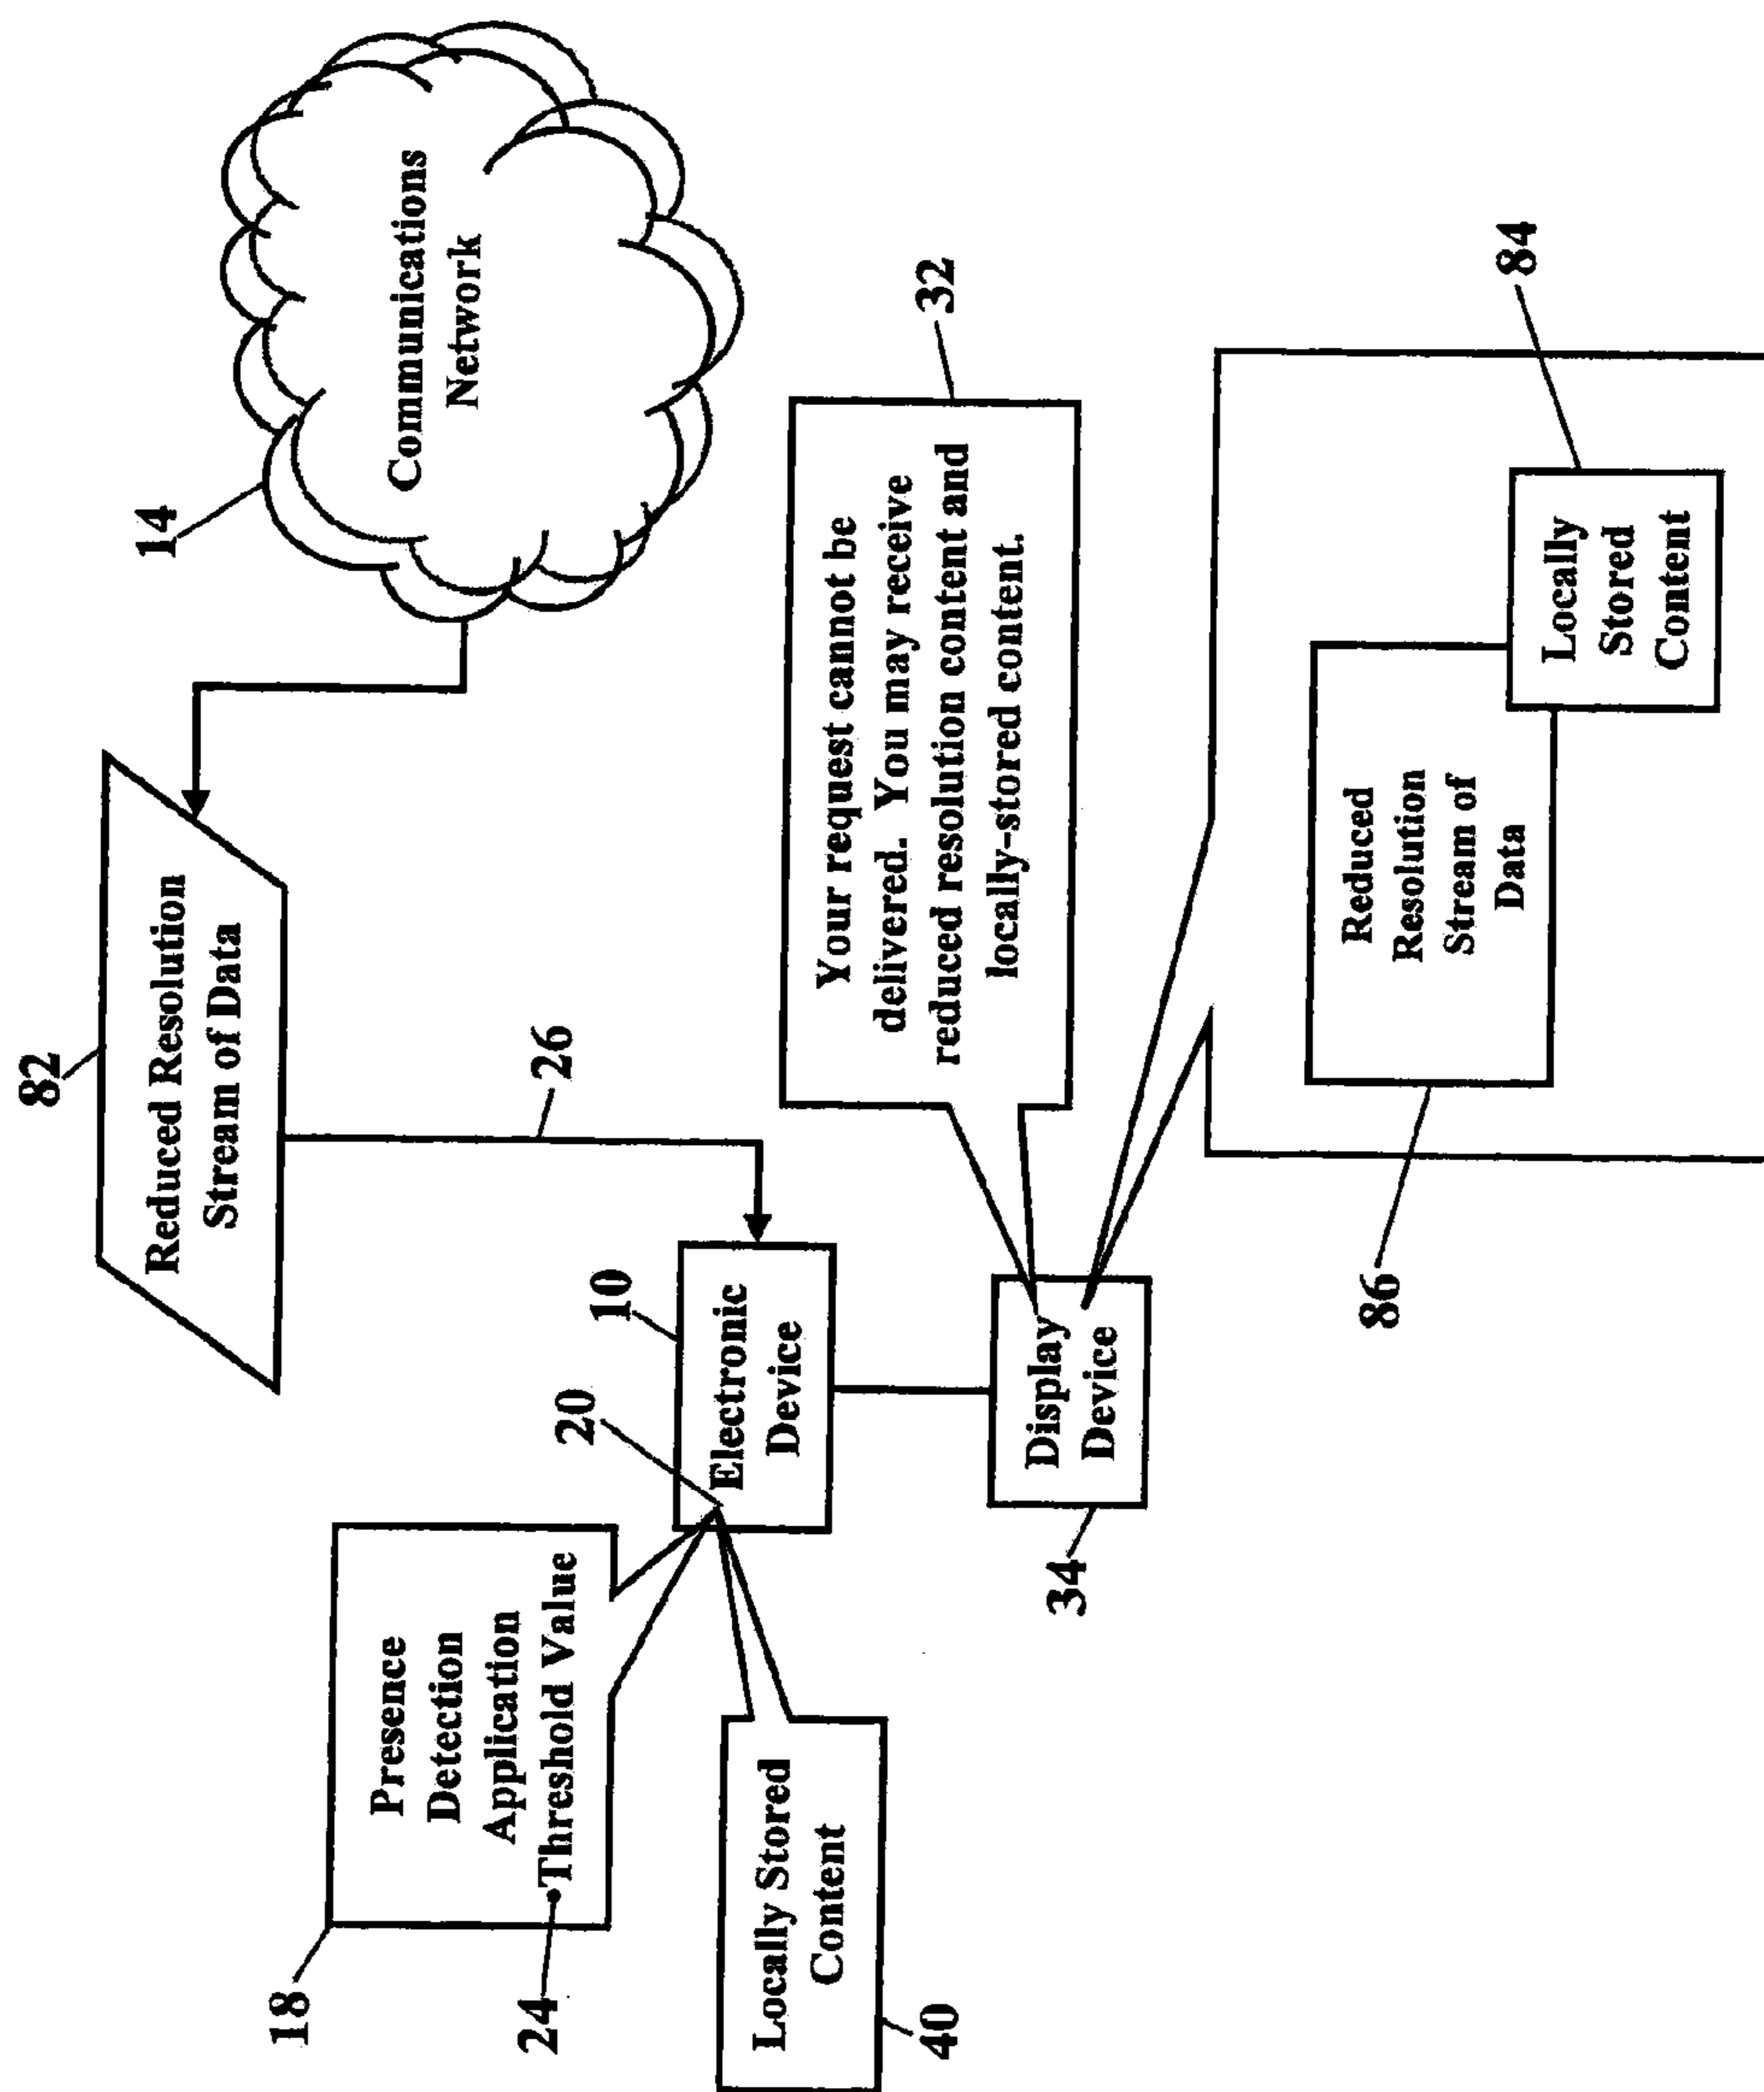 82
Reduced Resolution
Stream of Data
14
Communications
Network
26
18
Presence
Detection
Application
Threshold Value
24
20
10
Electronic
Device
Locally Stored
Content
40
32
Your request cannot be
delivered. You may receive
reduced resolution content and
locally-stored content.
Display
Device
34
86
Reduced
Resolution
Stream of
Data
84
Locally
Stored
Content